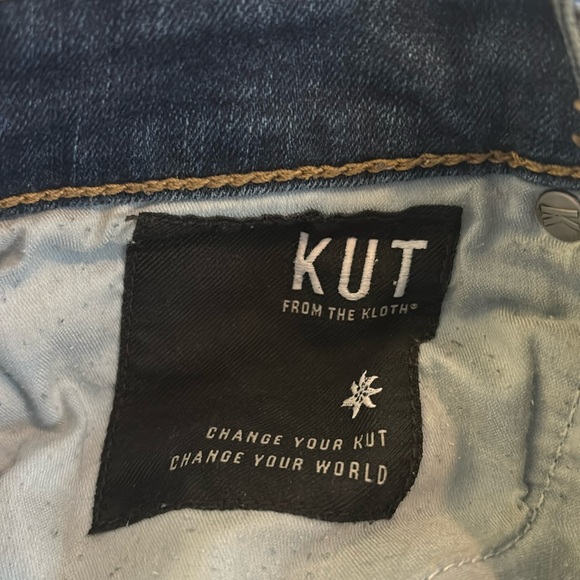 KUT
FROM THE KLOTH®
CHANGE YOUR KUT
CHANGE YOUR WORLD